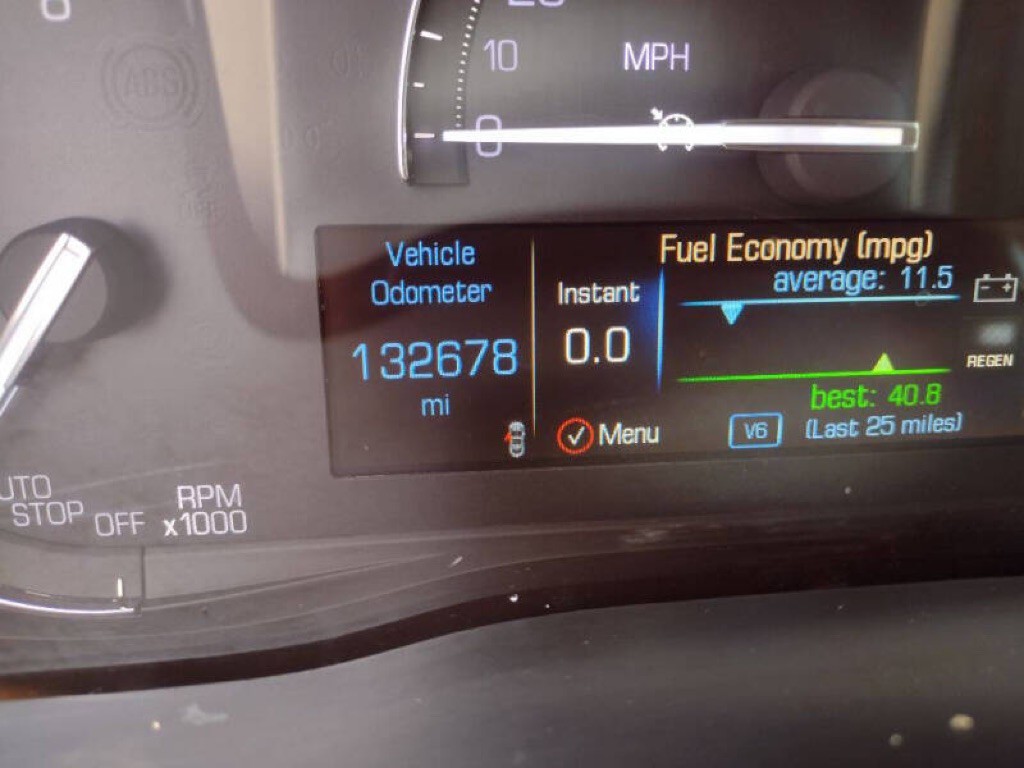 10
MPH
0
ABS
Vehicle
Odometer
132678
mi
Instant
0.0
Menu
Fuel Economy (mpg)
average: 11.5
REGEN
best: 40.8
V6
(Last 25 miles)
STOP
OFF
RPM
x1000